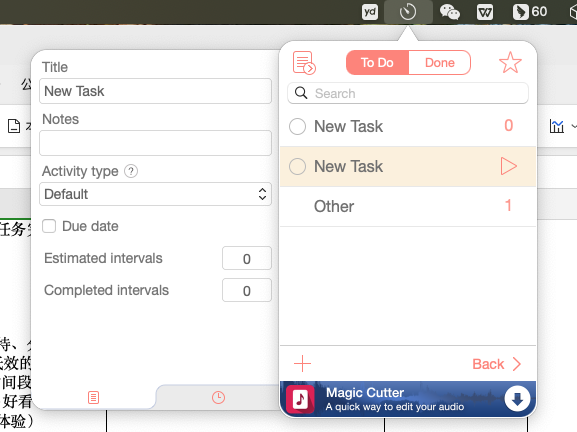 yd
W
60
Title
New Task
Notes
Activity type ?
Default
Due date
Estimated intervals 0
Completed intervals 0
To Do Done
Search
New Task 0
New Task
Other 1
Back
Magic Cutter
A quick way to edit your audio
公
任务
持、
效的
时间段
好看
体验）